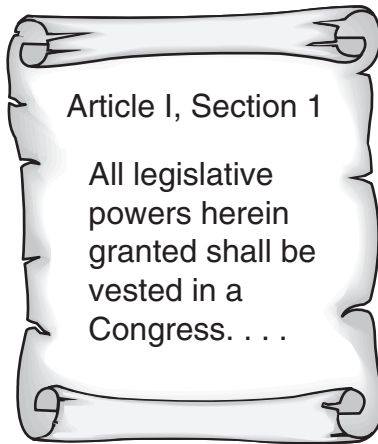 Article I, Section 1
All legislative
powers herein
granted shall be
vested in a
Congress. . . .